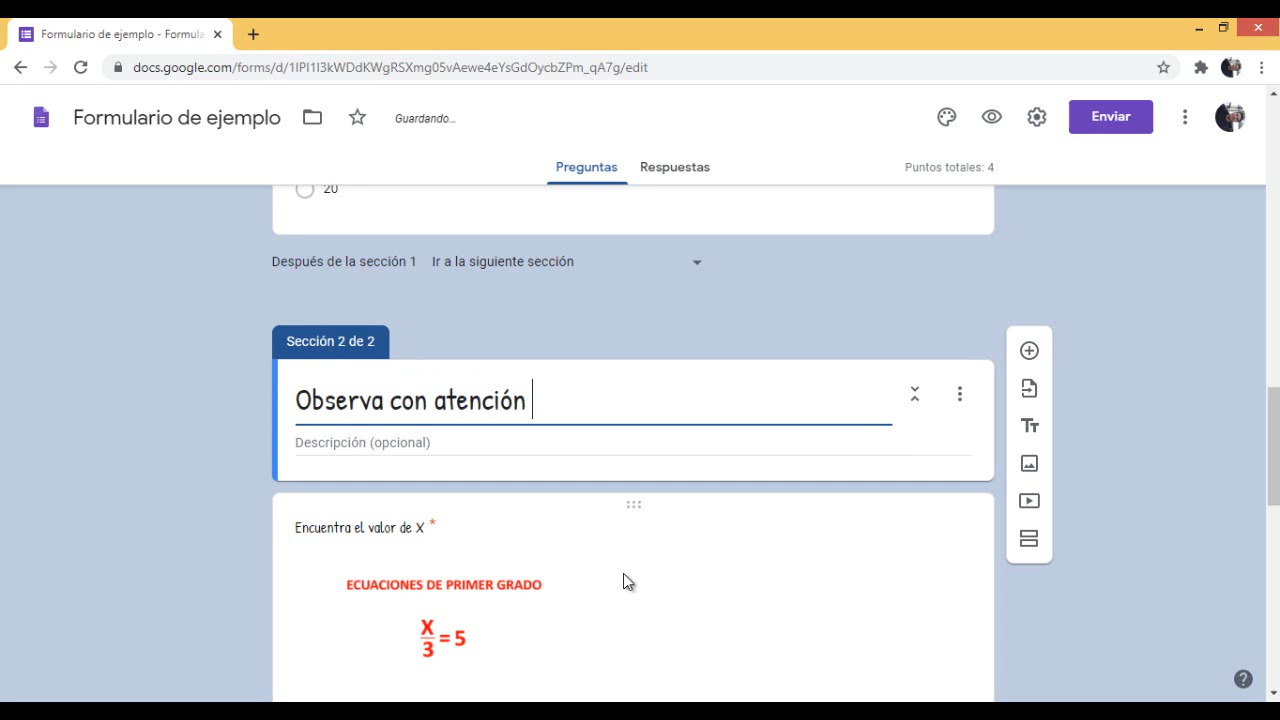 Formulario de ejemplo - Formula
docs.google.com/forms/d/1IPI1I3kWDdKWgRSXmg05vAewe4eYsGdOycbZPm_qA7g/edit
Formulario de ejemplo
Guardando...
Enviar
Preguntas
Respuestas
Puntos totales: 4
20
Después de la sección 1 Ir a la siguiente sección
Sección 2 de 2
Observa con atención
Descripción (opcional)
Tт
Encuentra el valor de X *
ECUACIONES DE PRIMER GRADO
X/3 = 5